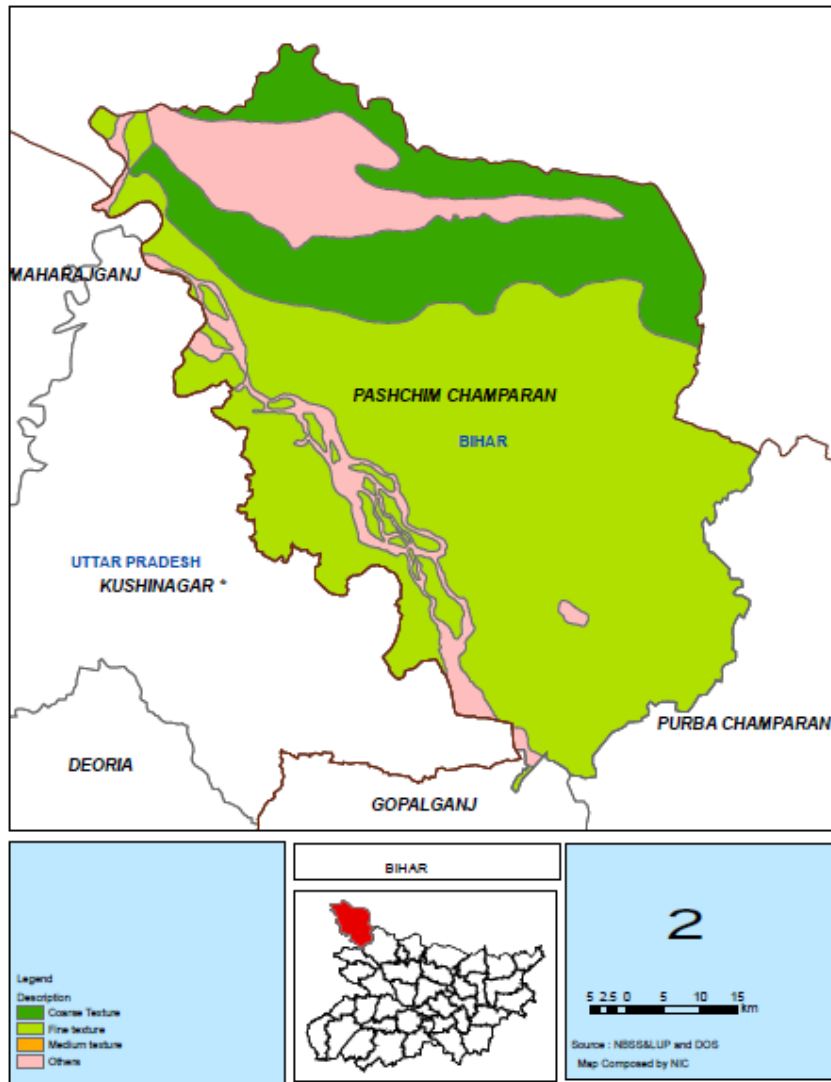 MAHARAJGANJ
PASHCHIM CHAMPARAN
BIHAR
UTTAR PRADESH
KUSHINAGAR *
PURBA CHAMPARAN
DEORIA
GOPALGANJ
BIHAR
2
Legend
Description
Coarse Texture
Fine texture
Medium texture
Others
5 2.5 0 5 10 15
km
Source : NBSS&LUP and DOS
Map Composed by NIC